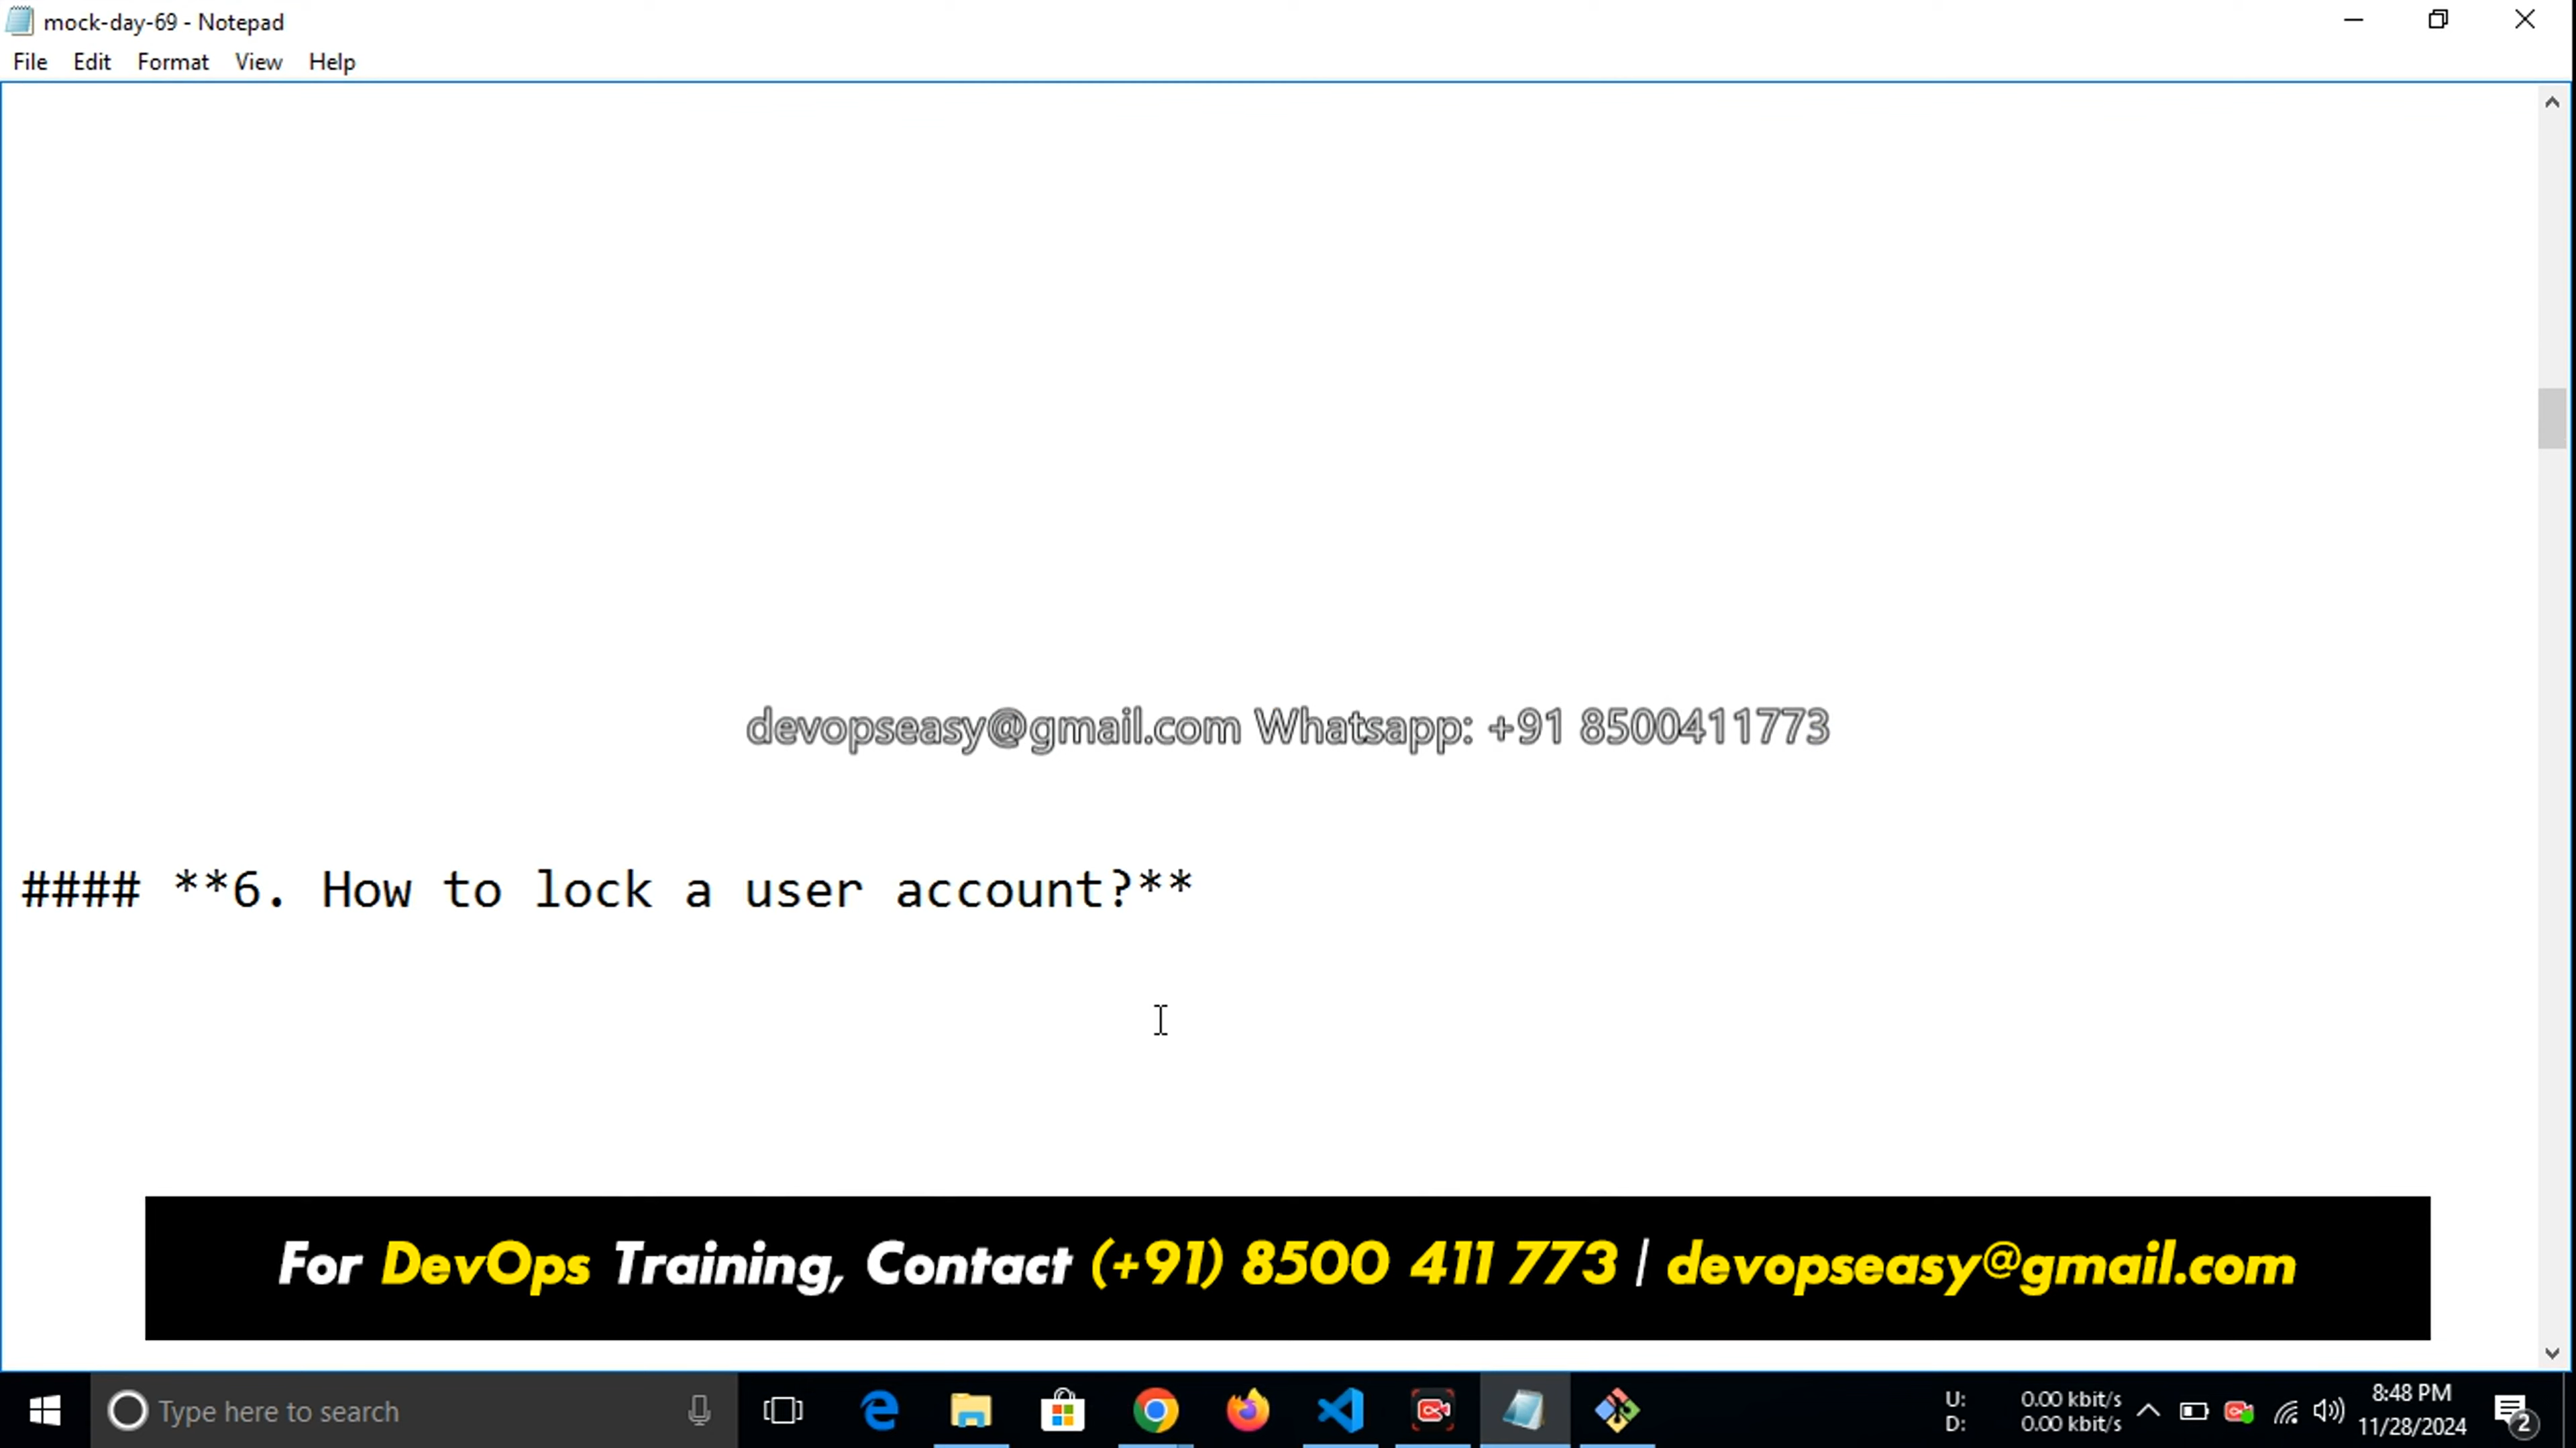 mock-day-69 - Notepad
File Edit Format View Help
devopseasy@gmail.com Whatsapp: +91 8500411773
#### **6. How to lock a user account?**
For DevOps Training, Contact (+91) 8500 411 773 | devopseasy@gmail.com
Type here to search
U: 0.00 kbit/s
D: 0.00 kbit/s
8:48 PM
11/28/2024
2